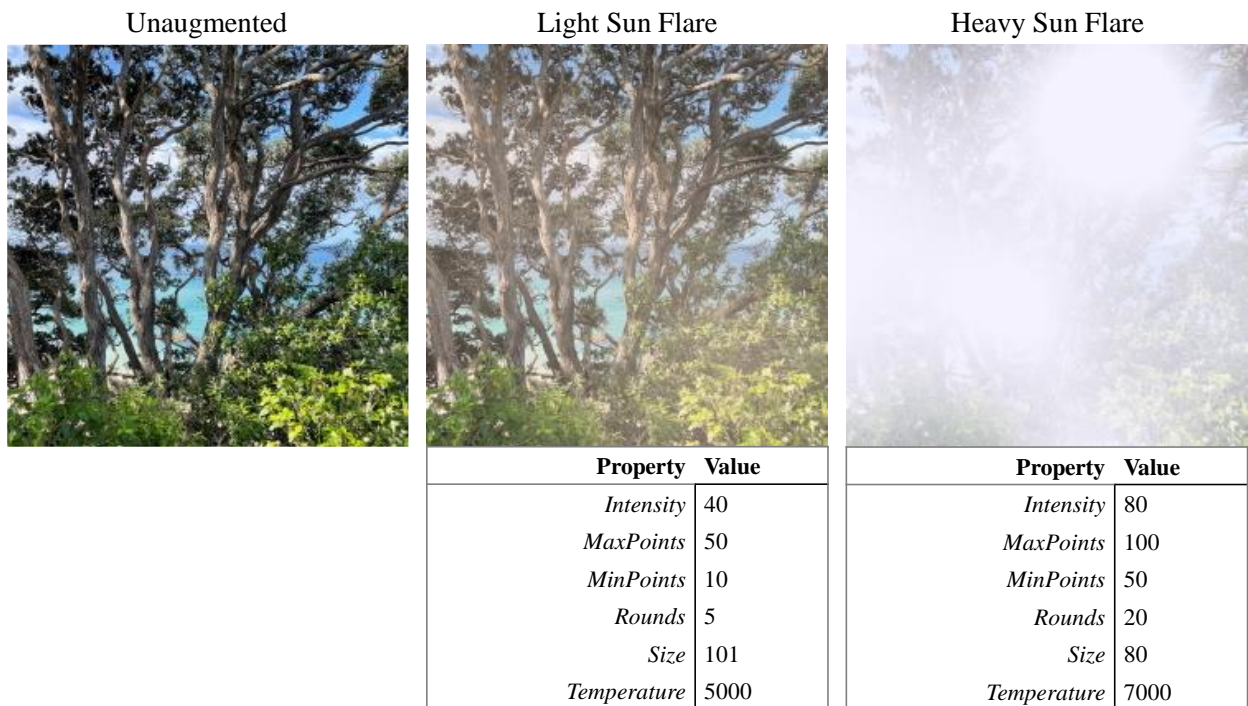 Unaugmented
Light Sun Flare
Heavy Sun Flare
Property Value
Intensity 40
MaxPoints 50
MinPoints 10
Rounds 5
Size 101
Temperature 5000
Property Value
Intensity 80
MaxPoints 100
MinPoints 50
Rounds 20
Size 80
Temperature 7000